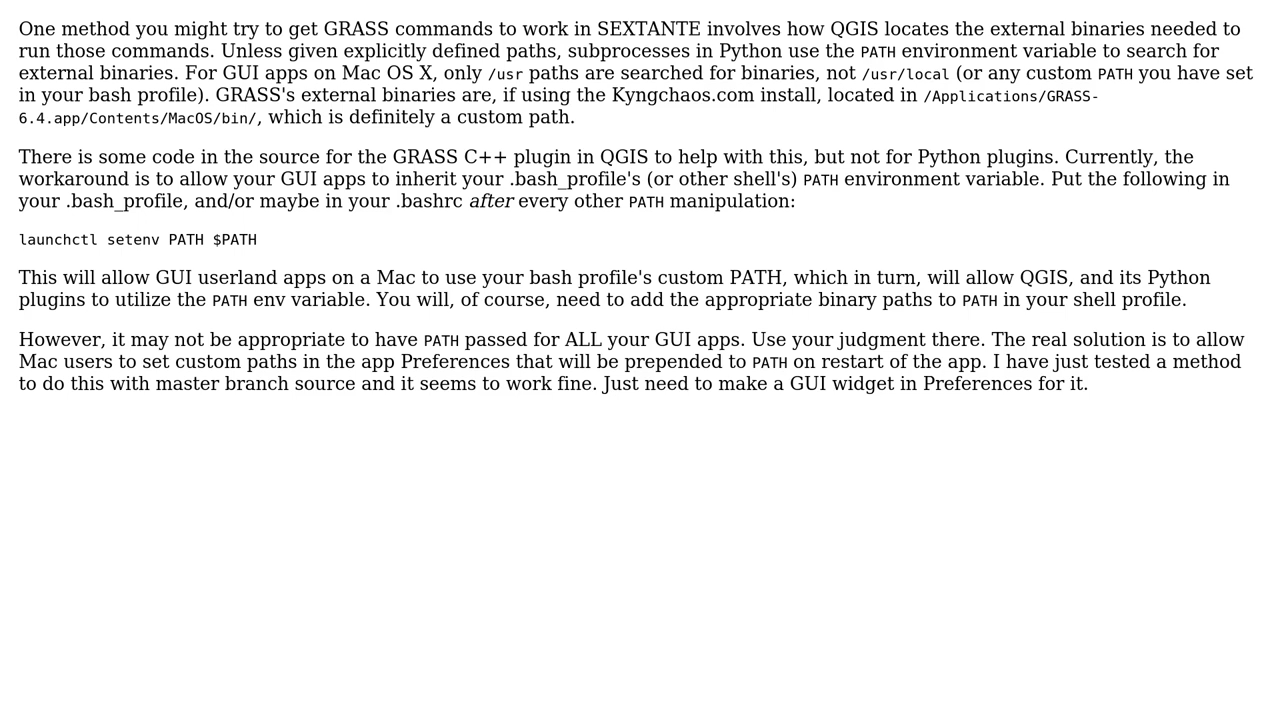 One method you might try to get GRASS commands to work in SEXTANTE involves how QGIS locates the external binaries needed to
run those commands. Unless given explicitly defined paths, subprocesses in Python use the PATH environment variable to search for
external binaries. For GUI apps on Mac OS X, only /usr paths are searched for binaries, not /usr/local (or any custom PATH you have set
in your bash profile). GRASS's external binaries are, if using the Kyngchaos.com install, located in /Applications/GRASS-
6.4.app/Contents/MacOS/bin/, which is definitely a custom path.
There is some code in the source for the GRASS C++ plugin in QGIS to help with this, but not for Python plugins. Currently, the
workaround is to allow your GUI apps to inherit your .bash_profile's (or other shell's) PATH environment variable. Put the following in
your .bash_profile, and/or maybe in your .bashrc after every other PATH manipulation:
launchctl setenv PATH $PATH
This will allow GUI userland apps on a Mac to use your bash profile's custom PATH, which in turn, will allow QGIS, and its Python
plugins to utilize the PATH env variable. You will, of course, need to add the appropriate binary paths to PATH in your shell profile.
However, it may not be appropriate to have PATH passed for ALL your GUI apps. Use your judgment there. The real solution is to allow
Mac users to set custom paths in the app Preferences that will be prepended to PATH on restart of the app. I have just tested a method
to do this with master branch source and it seems to work fine. Just need to make a GUI widget in Preferences for it.